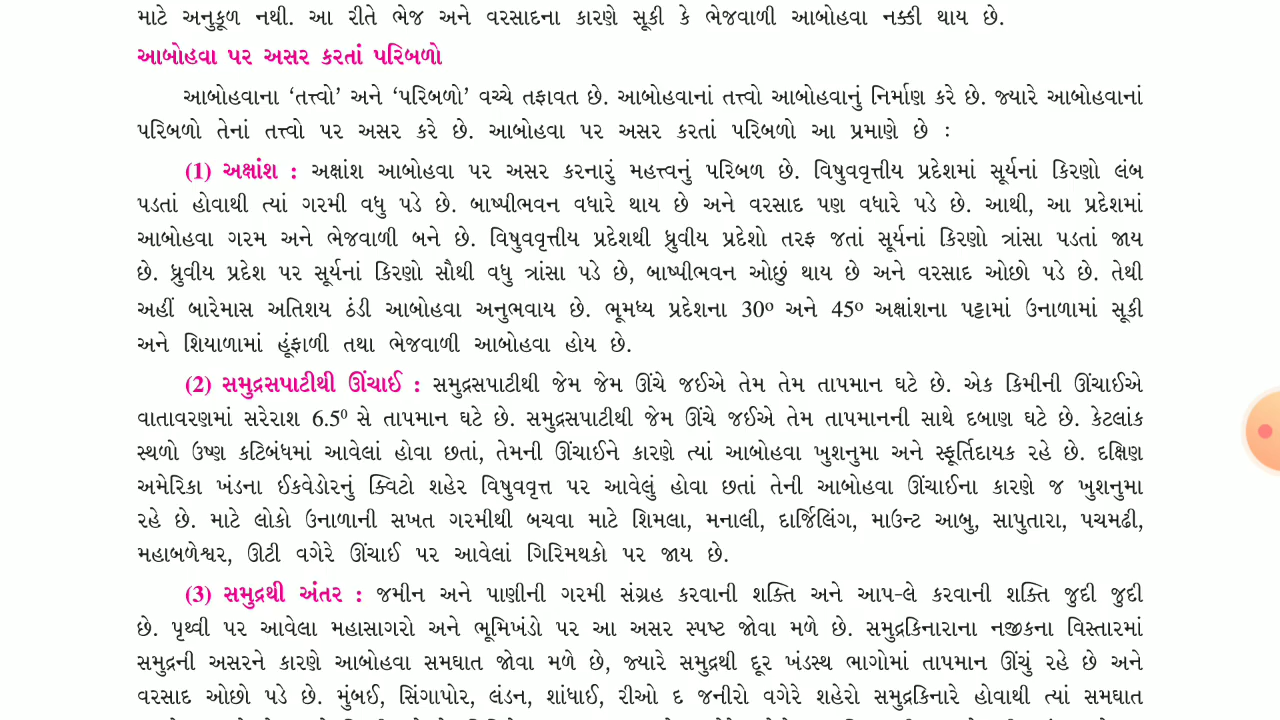 માટે અનુકૂળ નથી. આ રીતે ભેજ અને વરસાદના કારણે સૂકી કે ભેજવાળી આબોહવા નક્કી થાય છે.
આબોહવા પર અસર કરતાં પરિબળો
આબોહવાના ‘તત્ત્વો’ અને ‘પરિબળો’ વચ્ચે તફાવત છે. આબોહવાનાં તત્ત્વો આબોહવાનું નિર્માણ કરે છે. જ્યારે આબોહવાનાં
પરિબળો તેનાં તત્ત્વો પર અસર કરે છે. આબોહવા પર અસર કરતાં પરિબળો આ પ્રમાણે છે :
(1) અક્ષાંશ : અક્ષાંશ આબોહવા પર અસર કરનારું મહત્ત્વનું પરિબળ છે. વિષુવવૃત્તીય પ્રદેશમાં સૂર્યનાં કિરણો લંબ
પડતાં હોવાથી ત્યાં ગરમી વધુ પડે છે. બાષ્પીભવન વધારે થાય છે અને વરસાદ પણ વધારે પડે છે. આથી, આ પ્રદેશમાં
આબોહવા ગરમ અને ભેજવાળી બને છે. વિષુવવૃત્તીય પ્રદેશથી ધ્રુવીય પ્રદેશો તરફ જતાં સૂર્યનાં કિરણો ત્રાંસા પડતાં જાય
છે. ધ્રુવીય પ્રદેશ પર સૂર્યનાં કિરણો સૌથી વધુ ત્રાંસા પડે છે, બાષ્પીભવન ઓછું થાય છે અને વરસાદ ઓછો પડે છે. તેથી
અહીં બારેમાસ અતિશય ઠંડી આબોહવા અનુભવાય છે. ભૂમધ્ય પ્રદેશના 30º અને 45º અક્ષાંશના પટ્ટામાં ઉનાળામાં સૂકી
અને શિયાળામાં હૂંફાળી તથા ભેજવાળી આબોહવા હોય છે.
(2) સમુદ્રસપાટીથી ઊંચાઈ : સમુદ્રસપાટીથી જેમ જેમ ઊંચે જઈએ તેમ તેમ તાપમાન ઘટે છે. એક કિમીની ઊંચાઈએ
વાતાવરણમાં સરેરાશ 6.5⁰ સે તાપમાન ઘટે છે. સમુદ્રસપાટીથી જેમ ઊંચે જઈએ તેમ તાપમાનની સાથે દબાણ ઘટે છે. કેટલાંક
સ્થળો ઉષ્ણ કટિબંધમાં આવેલાં હોવા છતાં, તેમની ઊંચાઈને કારણે ત્યાં આબોહવા ખુશનુમા અને સ્ફૂર્તિદાયક રહે છે. દક્ષિણ
અમેરિકા ખંડના ઈક્વેડોરનું ક્વિટો શહેર વિષુવવૃત્ત પર આવેલું હોવા છતાં તેની આબોહવા ઊંચાઈના કારણે જ ખુશનુમા
રહે છે. માટે લોકો ઉનાળાની સખત ગરમીથી બચવા માટે શિમલા, મનાલી, દાર્જિલિંગ, માઉન્ટ આબુ, સાપુતારા, પચમઢી,
મહાબળેશ્વર, ઊટી વગેરે ઊંચાઈ પર આવેલાં ગિરિમથકો પર જાય છે.
(3) સમુદ્રથી અંતર : જમીન અને પાણીની ગરમી સંગ્રહ કરવાની શક્તિ અને આપ-લે કરવાની શક્તિ જુદી જુદી
છે. પૃથ્વી પર આવેલા મહાસાગરો અને ભૂમિખંડો પર આ અસર સ્પષ્ટ જોવા મળે છે. સમુદ્રકિનારાના નજીકના વિસ્તારમાં
સમુદ્રની અસરને કારણે આબોહવા સમઘાત જોવા મળે છે, જ્યારે સમુદ્રથી દૂર ખંડસ્થ ભાગોમાં તાપમાન ઊંચું રહે છે અને
વરસાદ ઓછો પડે છે. મુંબઈ, સિંગાપોર, લંડન, શાંઘાઈ, રીઓ દ જનીરો વગેરે શહેરો સમુદ્રકિનારે હોવાથી ત્યાં સમઘાત